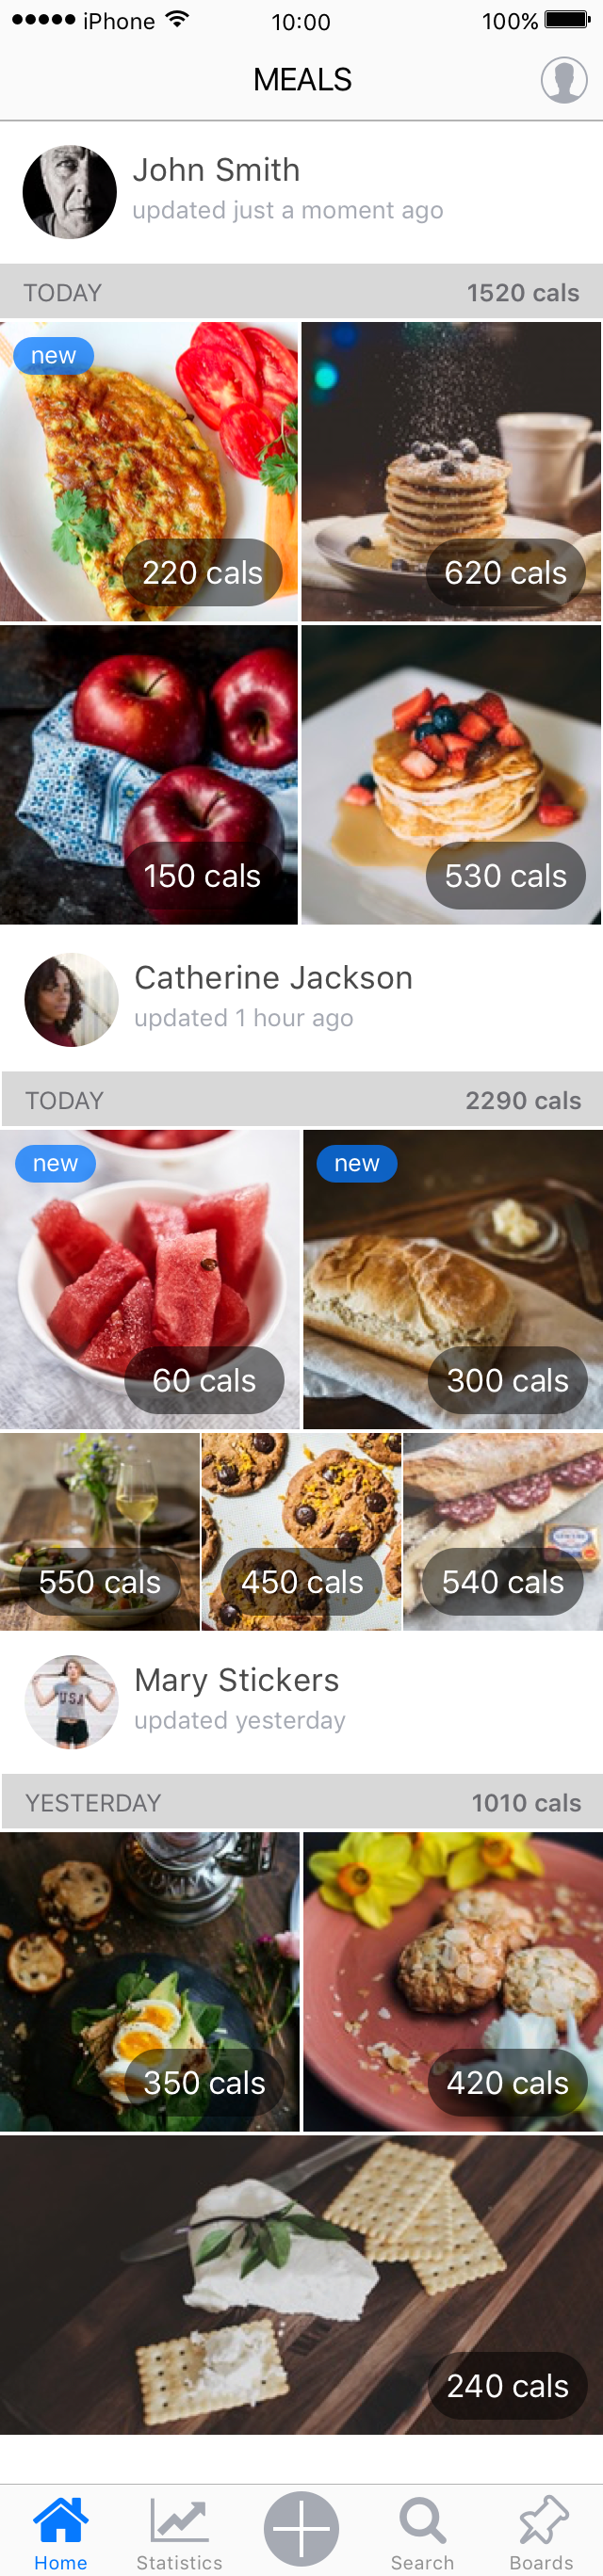 iPhone 10:00 100%
MEALS
John Smith
updated just a moment ago
TODAY 1520 cals
new
220 cals 620 cals
150 cals 530 cals
Catherine Jackson
updated 1 hour ago
TODAY 2290 cals
new new
60 cals 300 cals
550 cals 450 cals 540 cals
Mary Stickers
USA
updated yesterday
YESTERDAY 1010 cals
350 cals 420 cals
240 cals
Home Statistics Search Boards